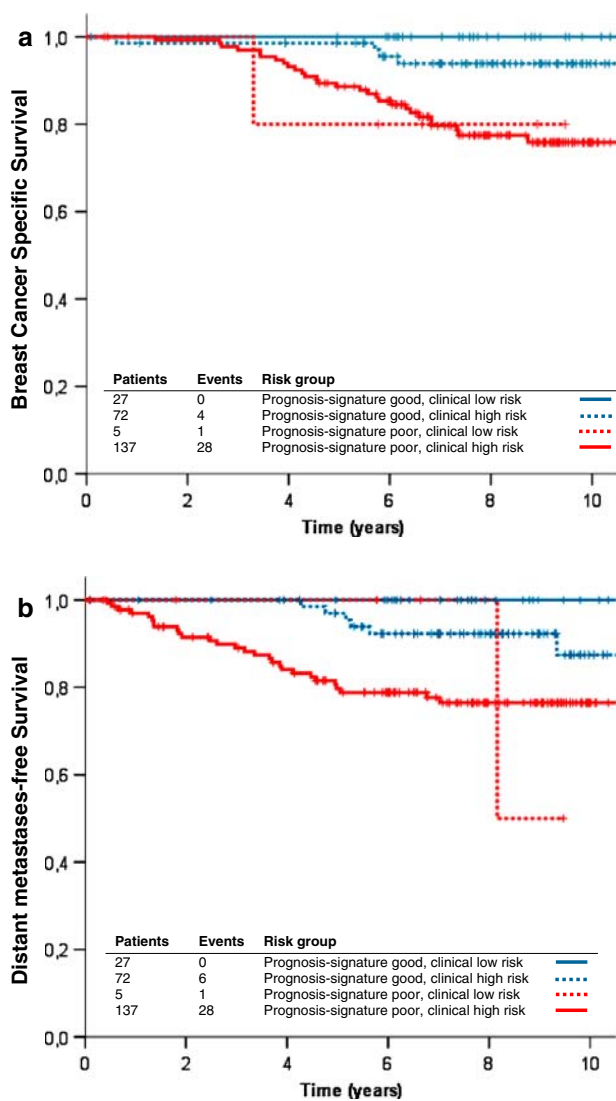 a
Breast Cancer Specific Survival
1,0
0,8
0,6
0,4
0,2
0,0
Patients Events Risk group
27 0 Prognosis-signature good, clinical low risk
72 4 Prognosis-signature good, clinical high risk
5 1 Prognosis-signature poor, clinical low risk
137 28 Prognosis-signature poor, clinical high risk
0 2 4 6 8 10
Time (years)
b
Distant metastases-free Survival
1,0
0,8
0,6
0,4
0,2
0,0
Patients Events Risk group
27 0 Prognosis-signature good, clinical low risk
72 6 Prognosis-signature good, clinical high risk
5 1 Prognosis-signature poor, clinical low risk
137 28 Prognosis-signature poor, clinical high risk
0 2 4 6 8 10
Time (years)